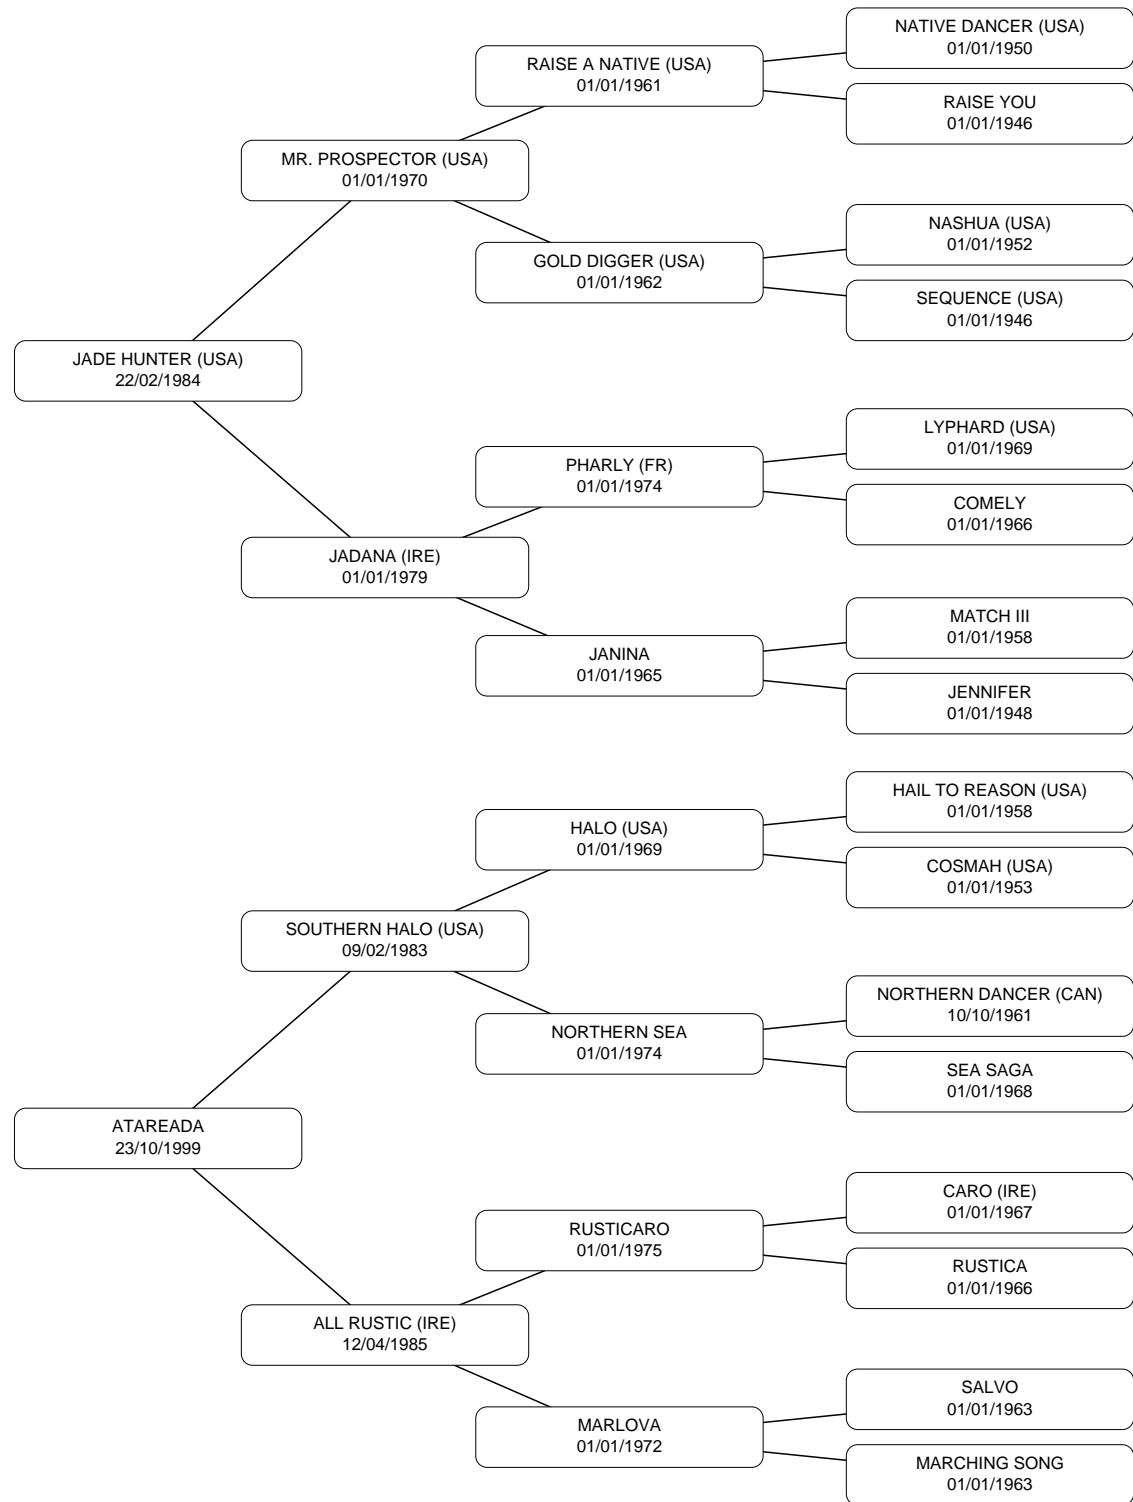 NATIVE DANCER (USA)
01/01/1950
RAISE A NATIVE (USA)
01/01/1961
RAISE YOU
01/01/1946
MR. PROSPECTOR (USA)
01/01/1970
NASHUA (USA)
01/01/1952
GOLD DIGGER (USA)
01/01/1962
SEQUENCE (USA)
01/01/1946
JADE HUNTER (USA)
22/02/1984
LYPHARD (USA)
01/01/1969
PHARLY (FR)
01/01/1974
COMELY
01/01/1966
JADANA (IRE)
01/01/1979
MATCH III
01/01/1958
JANINA
01/01/1965
JENNIFER
01/01/1948
HAIL TO REASON (USA)
01/01/1958
HALO (USA)
01/01/1969
COSMAH (USA)
01/01/1953
SOUTHERN HALO (USA)
09/02/1983
NORTHERN DANCER (CAN)
10/10/1961
NORTHERN SEA
01/01/1974
SEA SAGA
01/01/1968
ATAREADA
23/10/1999
CARO (IRE)
01/01/1967
RUSTICARO
01/01/1975
RUSTICA
01/01/1966
ALL RUSTIC (IRE)
12/04/1985
SALVO
01/01/1963
MARLOVA
01/01/1972
MARCHING SONG
01/01/1963